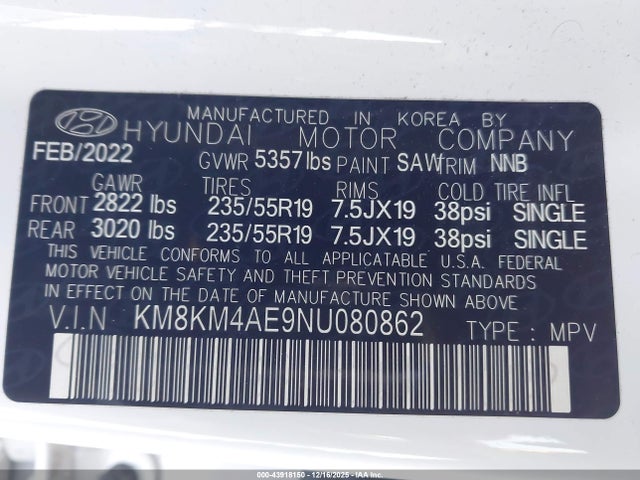 MANUFACTURED IN KOREA BY
HYUNDAI MOTOR COMPANY
FEB/2022 GVWR 5357 lbs PAINT SAW TRIM NNB
GAWR TIRES RIMS COLD TIRE INFL
FRONT 2822 lbs 235/55R19 7.5JX19 38psi SINGLE
REAR 3020 lbs 235/55R19 7.5JX19 38psi SINGLE
THIS VEHICLE CONFORMS TO ALL APPLICATABLE U.S.A. FEDERAL
MOTOR VEHICLE SAFETY AND THEFT PREVENTION STANDARDS
IN EFFECT ON THE DATE OF MANUFACTURE SHOWN ABOVE.
V.I.N KM8KM4AE9NU080862 TYPE : MPV
000-43918150 - 12/16/2025 - IAAI.COM